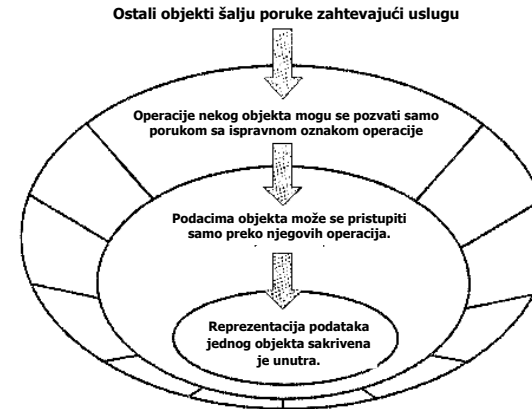 Ostali objekti šalju poruke zahtevajući uslugu
Operacije nekog objekta mogu se pozvati samo
porukom sa ispravnom oznakom operacije
Podacima objekta može se pristupiti
samo preko njegovih operacija.
Reprezentacija podataka
jednog objekta sakrivena
je unutra.